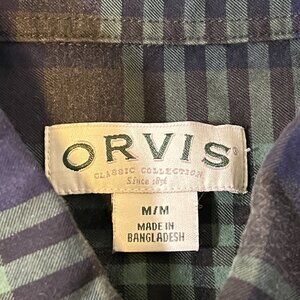 ORVIS®
CLASSIC COLLECTION
Since 1856
M/M
MADE IN
BANGLADESH